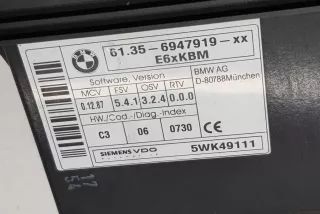 61.35 - 6947919 - xx
E6xKBM
Software, Version
BMW AG
D-80788München
MCV FSV OSV RTV
0.12.87 5.4.1 3.2.4 0.0.0
HW./Cod.-/Diag.-Index
C3 06 0730
SIEMENS VDO
5WK49111